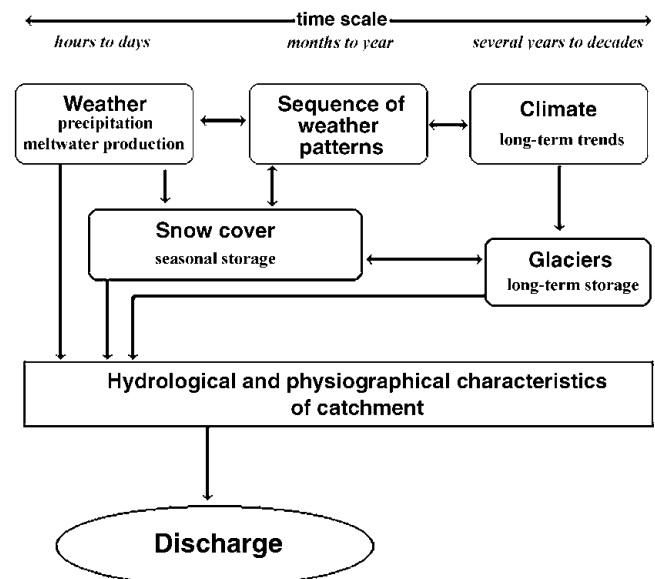 time scale
hours to days
months to year
several years to decades
Weather
precipitation
meltwater production
Sequence of
weather
patterns
Climate
long-term trends
Snow cover
seasonal storage
Glaciers
long-term storage
Hydrological and physiographical characteristics
of catchment
Discharge